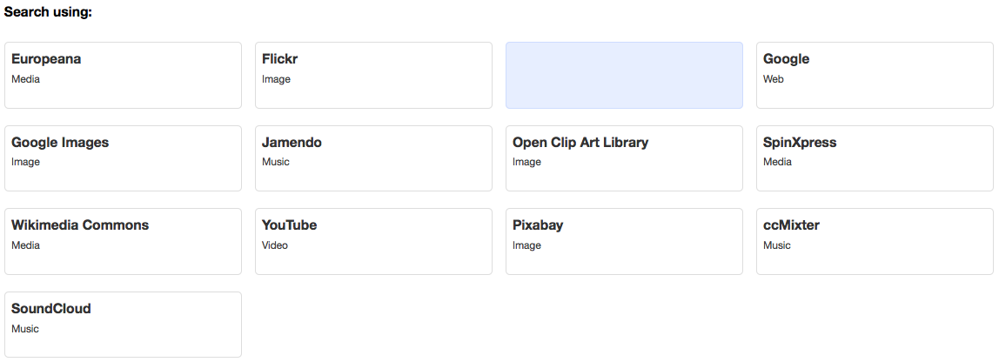 Search using:
Europeana
Media
Flickr
Image
Google
Web
Google Images
Image
Jamendo
Music
Open Clip Art Library
Image
SpinXpress
Media
Wikimedia Commons
Media
YouTube
Video
Pixabay
Image
ccMixter
Music
SoundCloud
Music